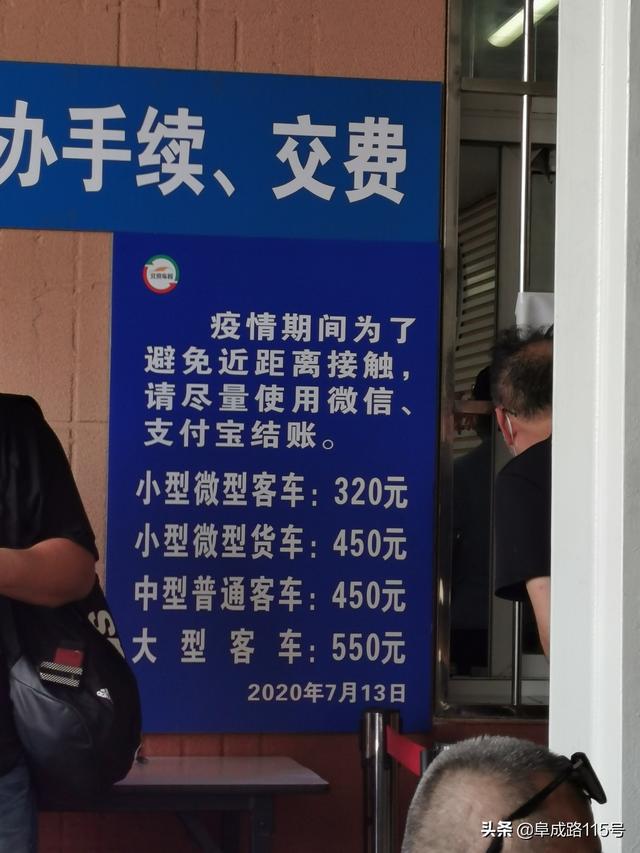 办手续、交费
疫情期间为了
避免近距离接触，
请尽量使用微信、
支付宝结账。
小型微型客车：320元
小型微型货车：450元
中型普通客车：450元
大型客车：550元
2020年7月13日
头条 @阜成路115号